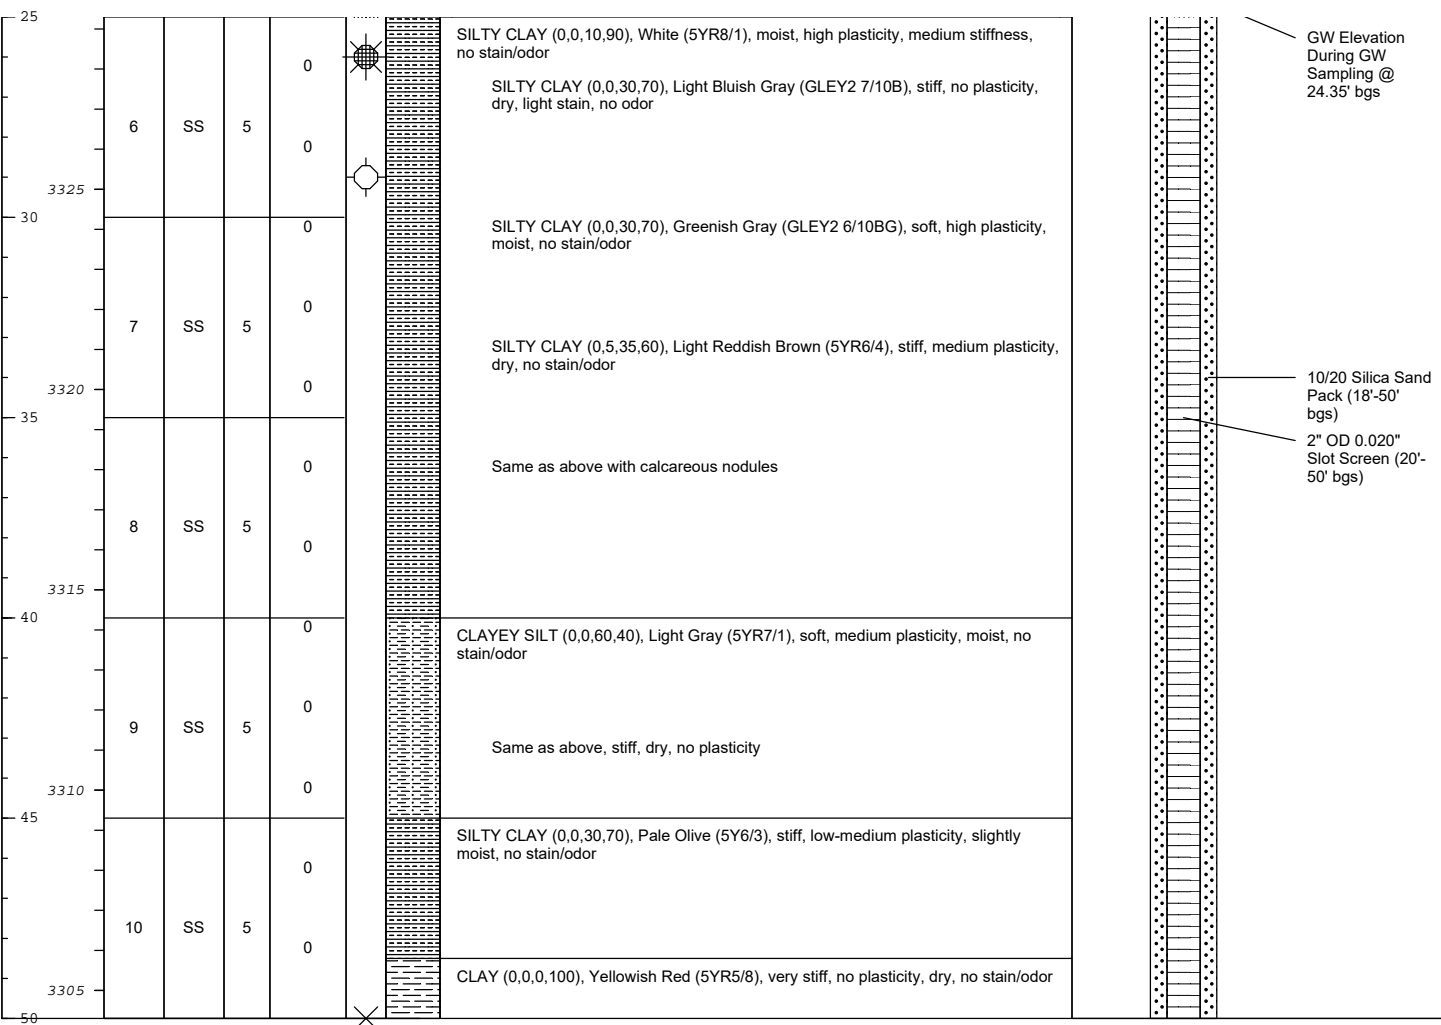 25
SILTY CLAY (0,0,10,90), White (5YR8/1), moist, high plasticity, medium stiffness,
no stain/odor
GW Elevation
During GW
Sampling @
24.35' bgs
0
SILTY CLAY (0,0,30,70), Light Bluish Gray (GLEY2 7/10B), stiff, no plasticity,
dry, light stain, no odor
6 SS 5
0
3325
30
0
SILTY CLAY (0,0,30,70), Greenish Gray (GLEY2 6/10BG), soft, high plasticity,
moist, no stain/odor
0
7 SS 5
SILTY CLAY (0,5,35,60), Light Reddish Brown (5YR6/4), stiff, medium plasticity,
dry, no stain/odor
0
3320
10/20 Silica Sand
Pack (18'-50'
bgs)
35
2" OD 0.020"
Slot Screen (20'-
50' bgs)
0
Same as above with calcareous nodules
8 SS 5
0
3315
40
0
CLAYEY SILT (0,0,60,40), Light Gray (5YR7/1), soft, medium plasticity, moist, no
stain/odor
0
9 SS 5
Same as above, stiff, dry, no plasticity
0
3310
45
SILTY CLAY (0,0,30,70), Pale Olive (5Y6/3), stiff, low-medium plasticity, slightly
moist, no stain/odor
0
10 SS 5
0
CLAY (0,0,0,100), Yellowish Red (5YR5/8), very stiff, no plasticity, dry, no stain/odor
3305
50